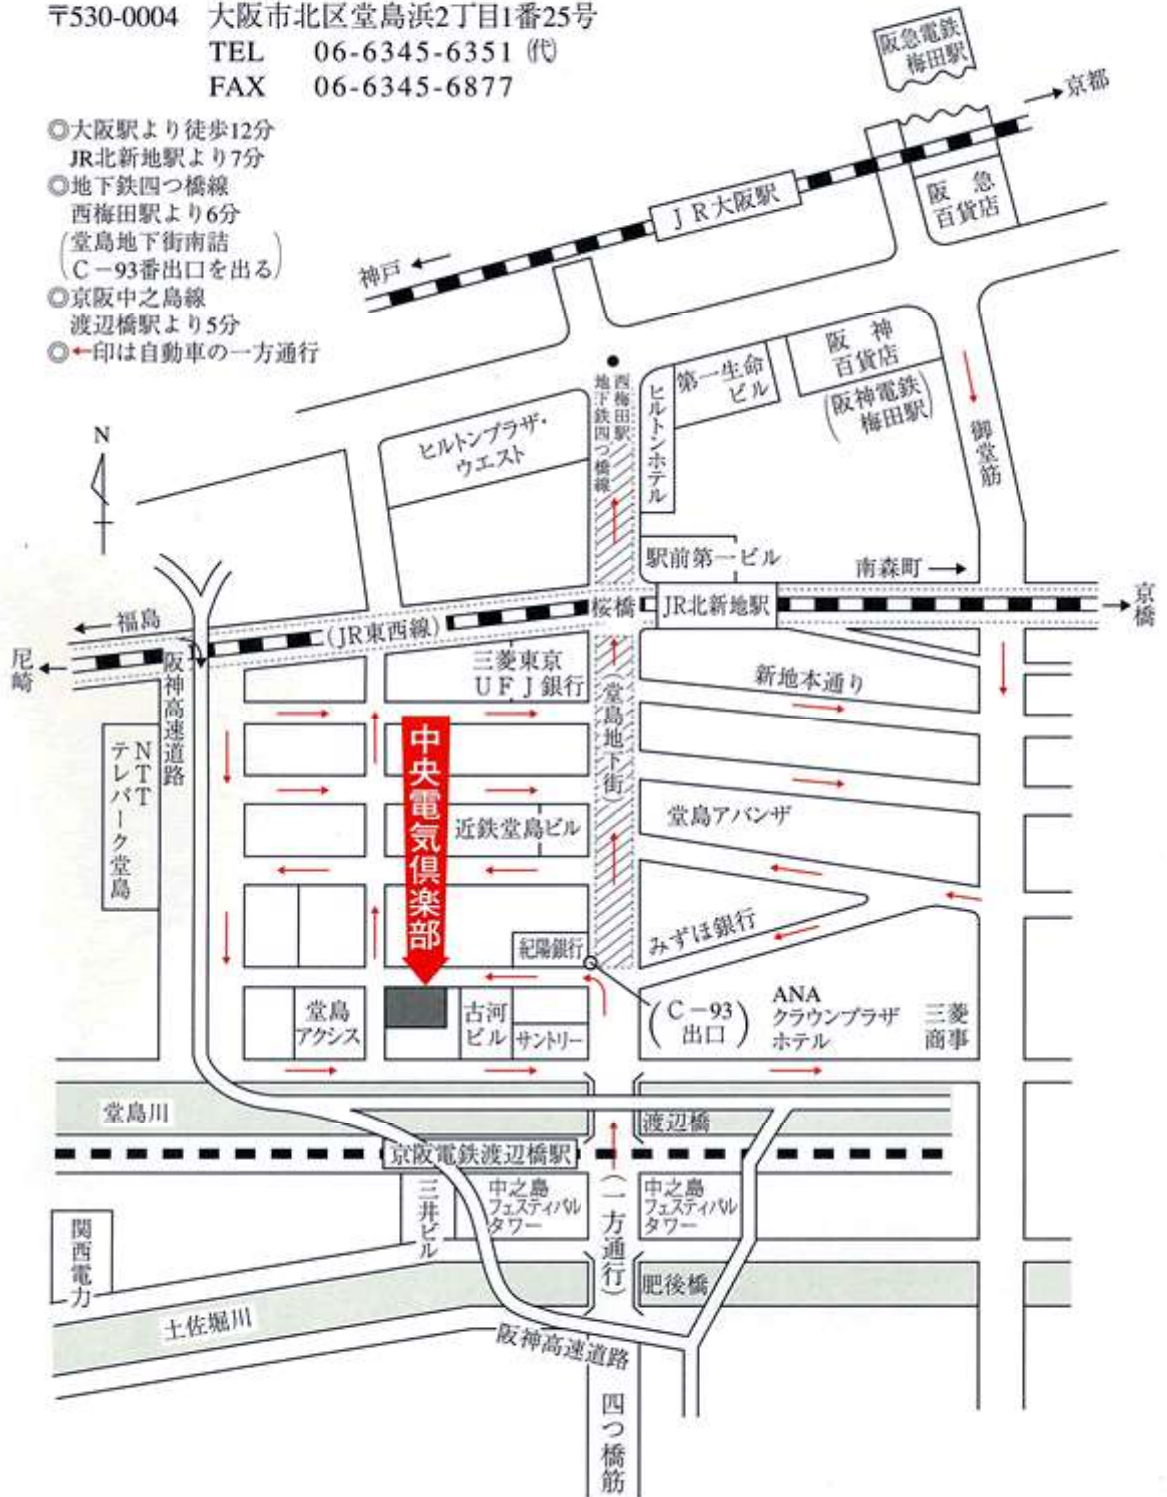 〒530-0004 大阪市北区堂島浜2丁目1番25号
TEL 06-6345-6351 (代)
FAX 06-6345-6877
◎大阪駅より徒歩12分
JR北新地駅より7分
◎地下鉄四つ橋線
西梅田駅より6分
(堂島地下街南詰
C-93番出口を出る)
◎京阪中之島線
渡辺橋駅より5分
◎←印は自動車の一方通行
阪急電鉄
梅田駅
→京都
JR大阪駅
阪急
百貨店
神戸←
阪神
百貨店
(阪神電鉄
梅田駅)
第一生命
ビル
ヒルトンホテル
西梅田駅
地下鉄四つ橋線
ヒルトンプラザ・
ウエスト
御堂筋
N
駅前第一ビル
南森町→
←福島
(JR東西線)
桜橋
JR北新地駅
→京橋
尼崎←
阪神高速道路
三菱東京
UFJ銀行
(堂島地下街)
新地本通り
NTT
テレパーク堂島
中央電気倶楽部
近鉄堂島ビル
堂島アバンザ
紀陽銀行
みずほ銀行
堂島
アクシス
古河
ビル
サントリー
(C-93
出口)
ANA
クラウンプラザ
ホテル
三菱
商事
堂島川
渡辺橋
京阪電鉄渡辺橋駅
三井ビル
中之島
フェスティバル
タワー
(一方通行)
中之島
フェスティバル
タワー
関西電力
肥後橋
土佐堀川
阪神高速道路
四つ橋筋